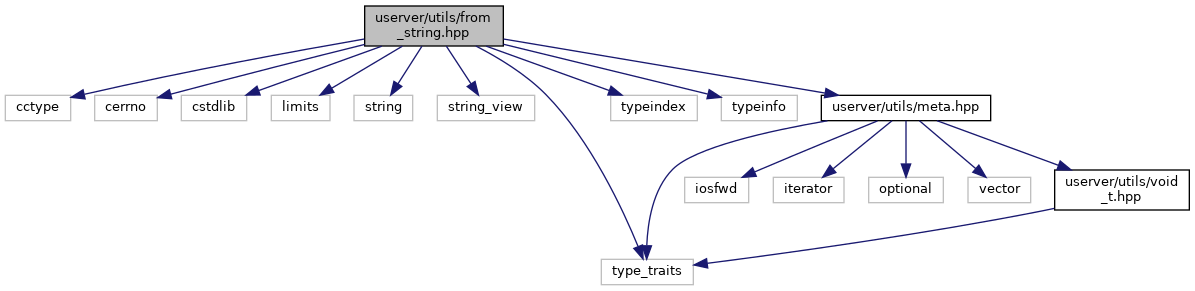 userver/utils/from
_string.hpp
cctype
cerrno
cstdlib
limits
string
string_view
typeindex
typeinfo
userver/utils/meta.hpp
iosfwd
iterator
optional
vector
userver/utils/void
_t.hpp
type_traits